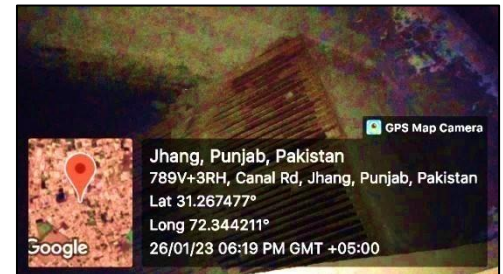 GPS Map Camera
Jhang, Punjab, Pakistan
789V+3RH, Canal Rd, Jhang, Punjab, Pakistan
Lat 31.267477°
Long 72.344211°
26/01/23 06:19 PM GMT +05:00
Google